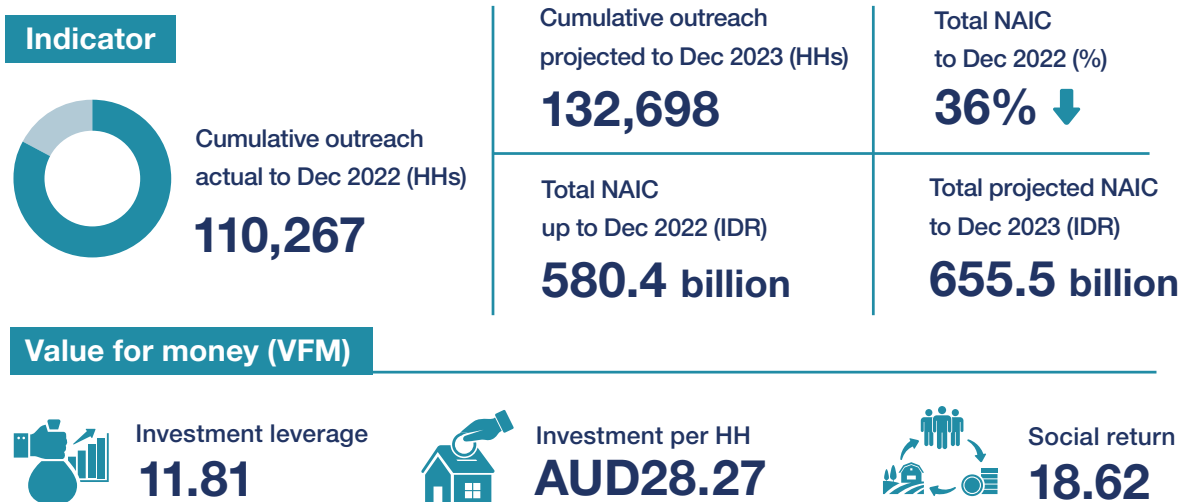 Indicator
Cumulative outreach
actual to Dec 2022 (HHs)
110,267
Cumulative outreach
projected to Dec 2023 (HHs)
132,698
Total NAIC
to Dec 2022 (%)
36%
Total NAIC
up to Dec 2022 (IDR)
580.4 billion
Total projected NAIC
to Dec 2023 (IDR)
655.5 billion
Value for money (VFM)
Investment leverage
11.81
Investment per HH
AUD28.27
Social return
18.62